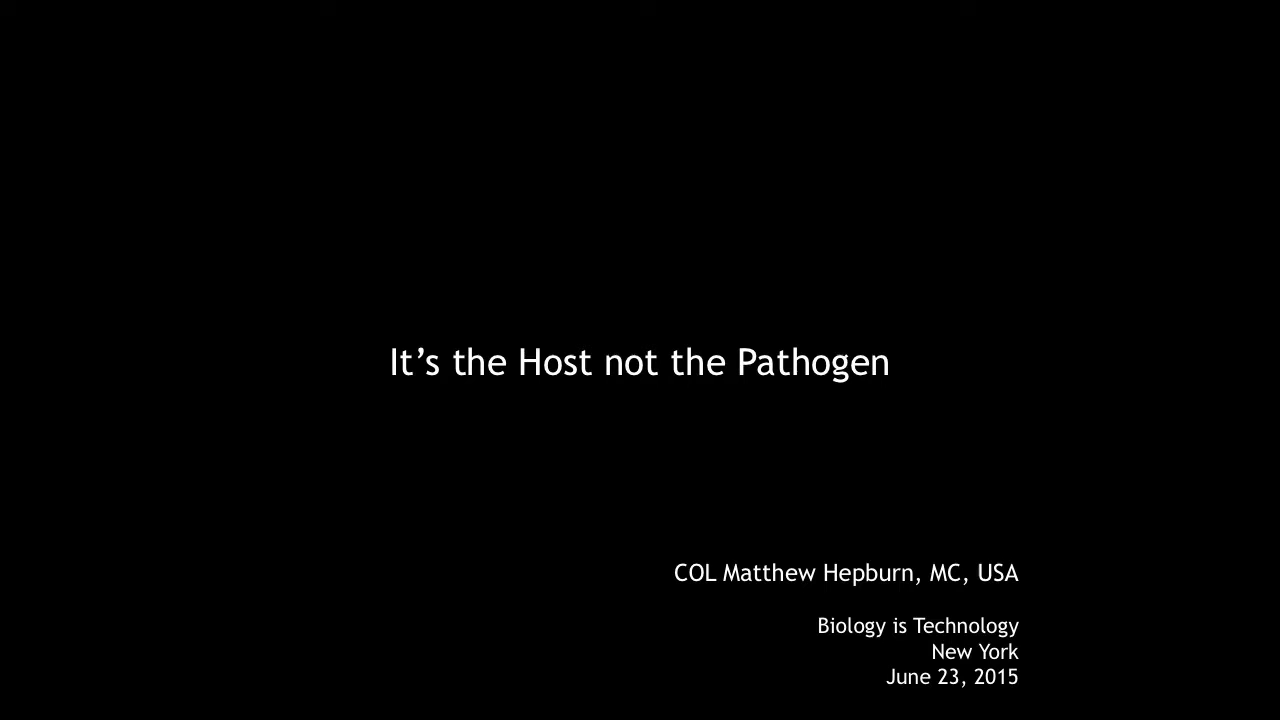 It’s the Host not the Pathogen
COL Matthew Hepburn, MC, USA
Biology is Technology
New York
June 23, 2015